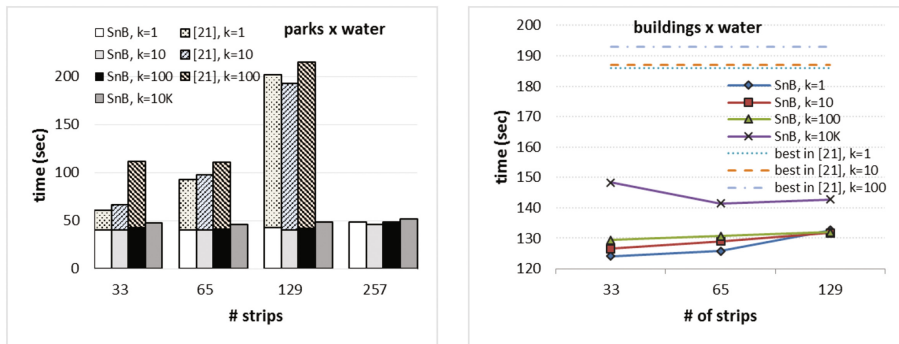 SnB, k=1
[21], k=1
parks x water
SnB, k=10
[21], k=10
SnB, k=100
[21], k=100
SnB, k=10K
200
150
100
50
0
time (sec)
33
65
129
257
# strips
buildings x water
200
190
180
170
160
150
140
130
120
time (sec)
SnB, k=1
SnB, k=10
SnB, k=100
SnB, k=10K
best in [21], k=1
best in [21], k=10
best in [21], k=100
33
65
129
# of strips